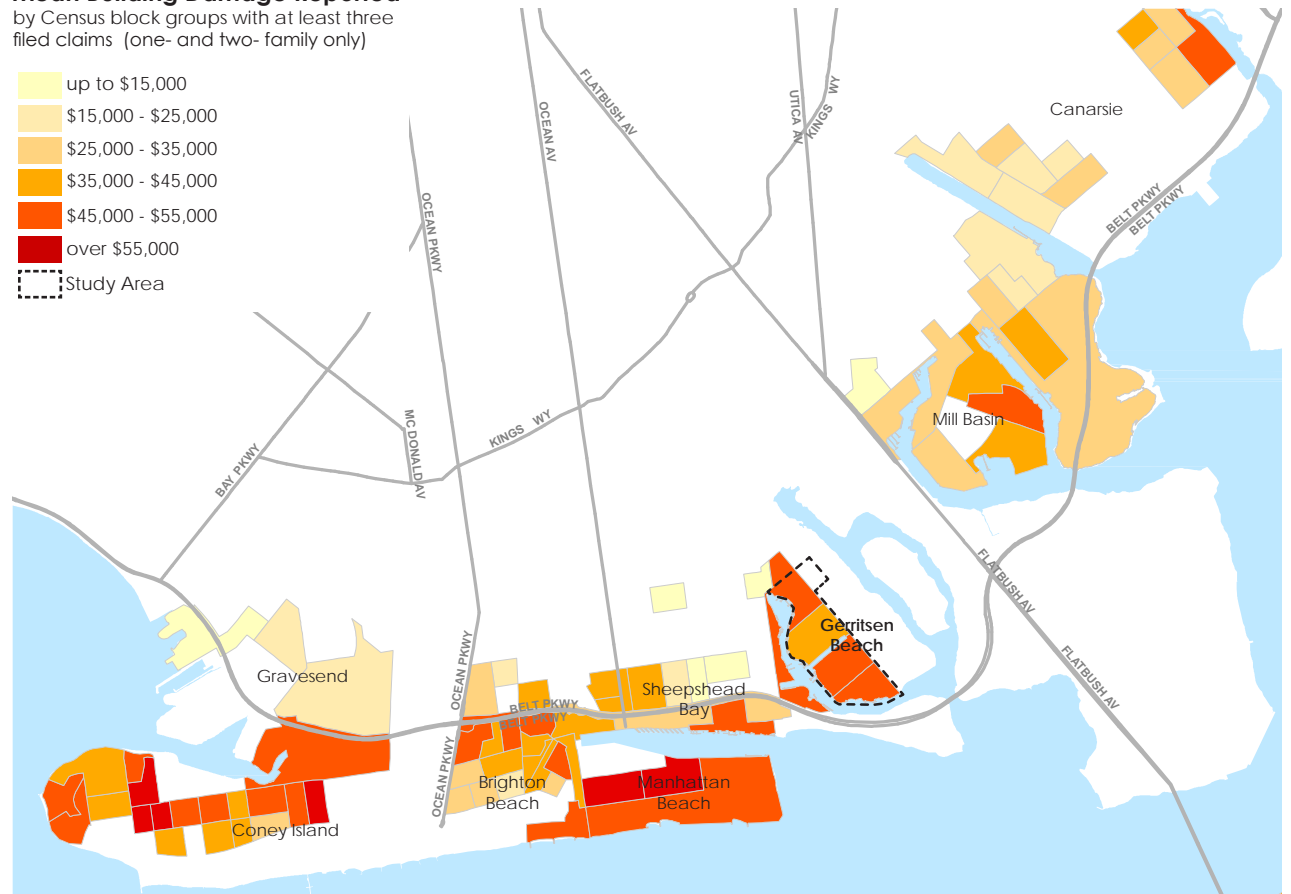 Mean Building Damage Reported
by Census block groups with at least three
filed claims (one- and two- family only)
up to $15,000
$15,000 - $25,000
$25,000 - $35,000
$35,000 - $45,000
$45,000 - $55,000
over $55,000
Study Area
FLATBUSH AV
OCEAN AV
UTICA AV
KINGS WY
Canarsie
BELT PKWY
BELT PKWY
OCEAN PKWY
MC DONALD AV
KINGS WY
BAY PKWY
Mill Basin
FLATBUSH AV
FLATBUSH AV
Gerritsen
Beach
Gravesend
OCEAN PKWY
Sheepshead
Bay
BELT PKWY
BELT PKWY
OCEAN PKWY
Brighton
Beach
Manhattan
Beach
Coney Island